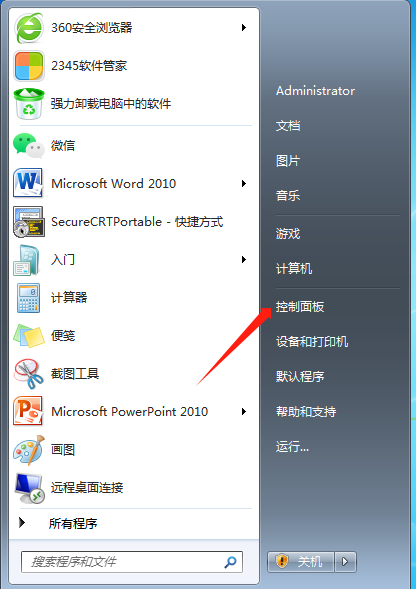 360安全浏览器
2345软件管家
强力卸载电脑中的软件
微信
Microsoft Word 2010
SecureCRTPortable - 快捷方式
入门
计算器
便笺
截图工具
Microsoft PowerPoint 2010
画图
远程桌面连接
所有程序
搜索程序和文件
Administrator
文档
图片
音乐
游戏
计算机
控制面板
设备和打印机
默认程序
帮助和支持
运行...
关机